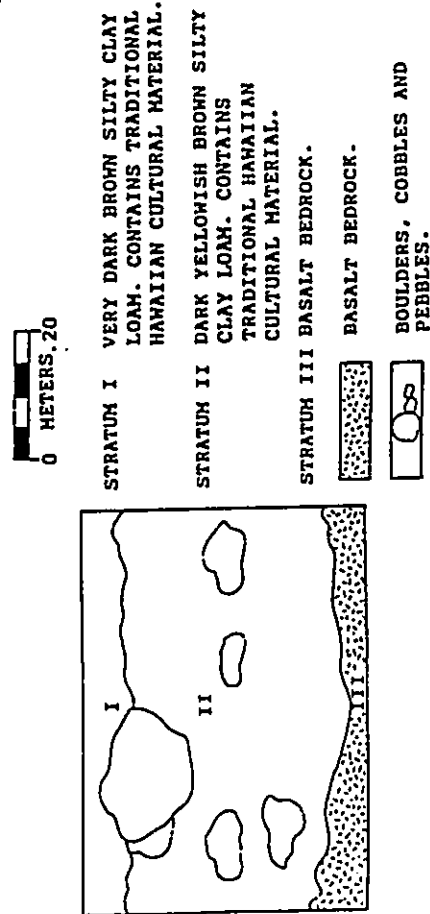 0 METERS .20
STRATUM I VERY DARK BROWN SILTY CLAY
LOAM. CONTAINS TRADITIONAL
HAWAIIAN CULTURAL MATERIAL.
STRATUM II DARK YELLOWISH BROWN SILTY
CLAY LOAM. CONTAINS
TRADITIONAL HAWAIIAN
CULTURAL MATERIAL.
STRATUM III BASALT BEDROCK.
BASALT BEDROCK.
BOULDERS, COBBLES AND
PEBBLES.
I
II
III